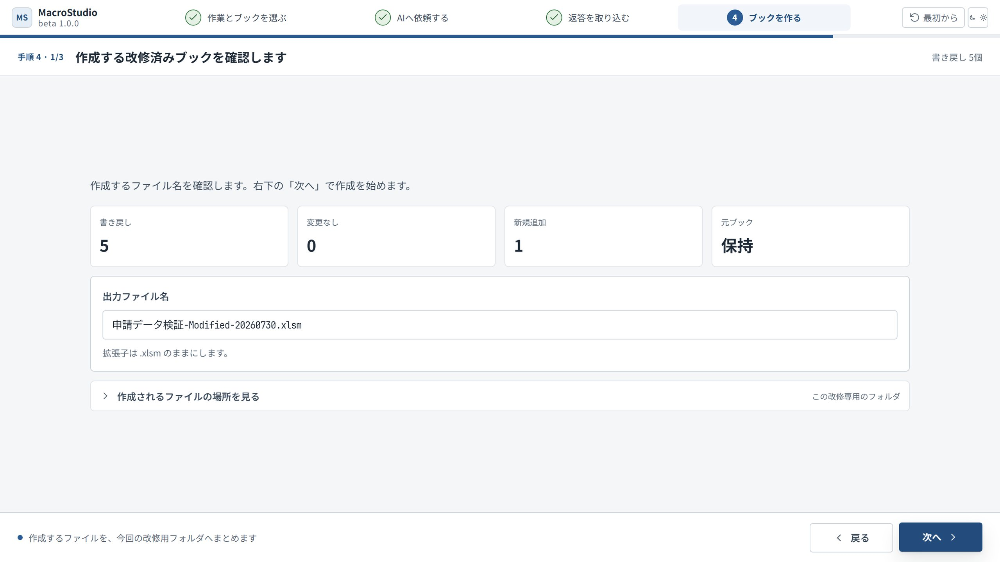 MS
MacroStudio
beta 1.0.0
作業とブックを選ぶ
AIへ依頼する
返答を取り込む
4
ブックを作る
最初から
手順 4 · 1/3
作成する改修済みブックを確認します
書き戻し 5個
作成するファイル名を確認します。右下の「次へ」で作成を始めます。
書き戻し
5
変更なし
0
新規追加
1
元ブック
保持
出力ファイル名
申請データ検証-Modified-20260730.xlsm
拡張子は .xlsm のままにします。
作成されるファイルの場所を見る
この改修専用のフォルダ
作成するファイルを、今回の改修用フォルダへまとめます
戻る
次へ